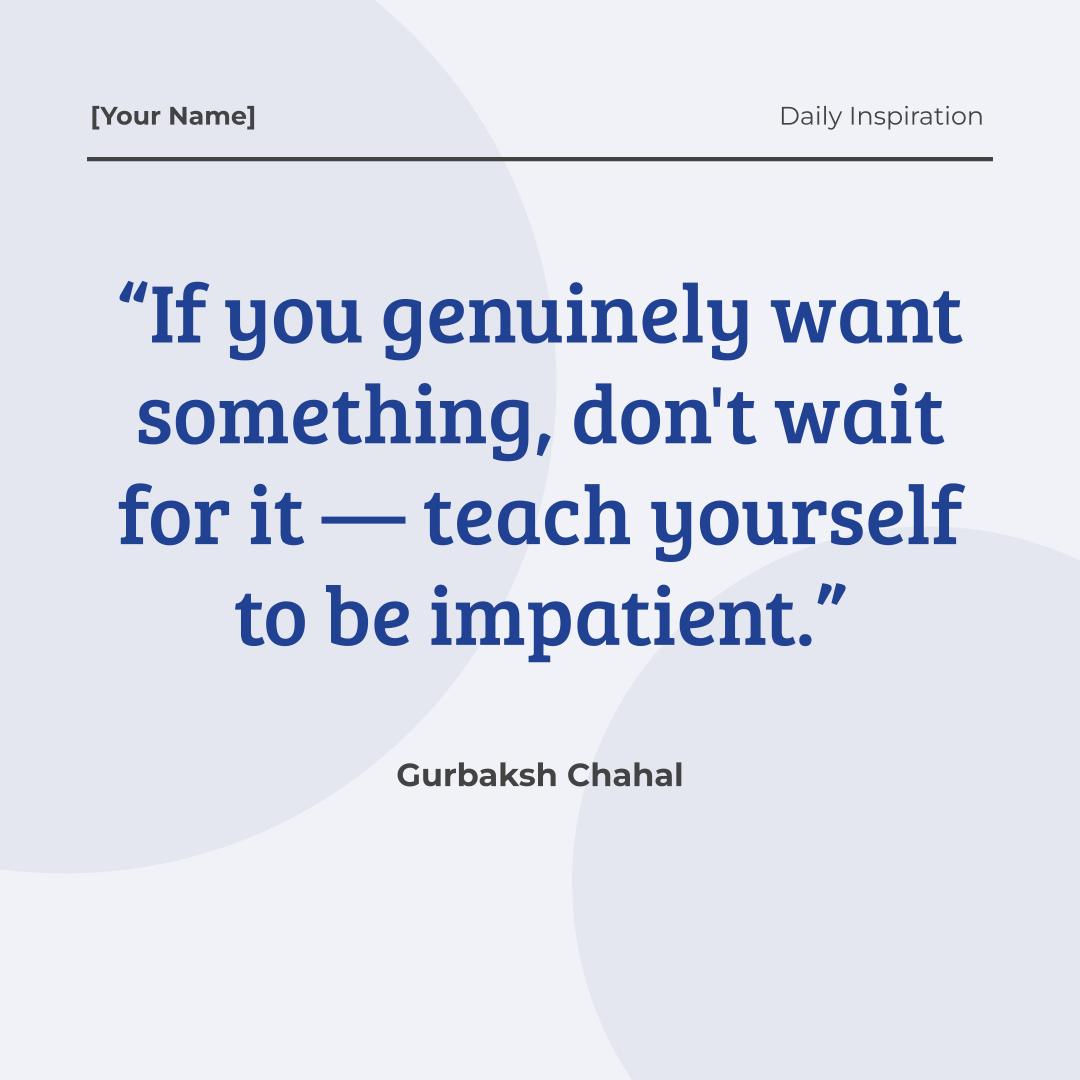 [Your Name]
Daily Inspiration
“If you genuinely want
something, don't wait
for it — teach yourself
to be impatient.”
Gurbaksh Chahal